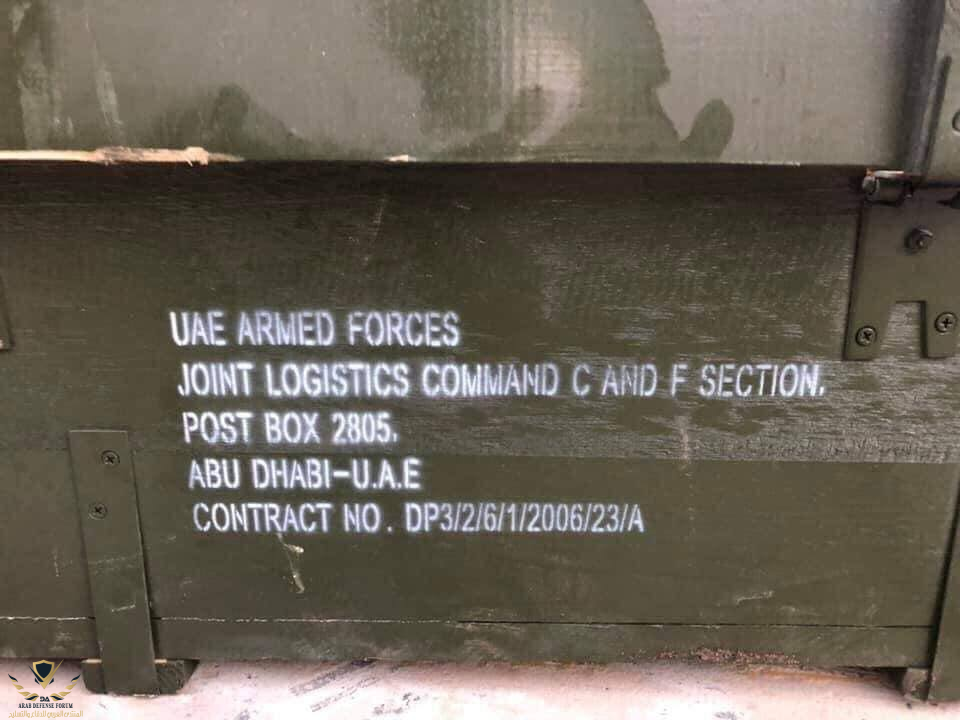 UAE ARMED FORCES
JOINT LOGISTICS COMMAND C AND F SECTION.
POST BOX 2805.
ABU DHABI-U.A.E
CONTRACT NO. DP3/2/6/1/2006/23/A
ARAB DEFENSE FORUM